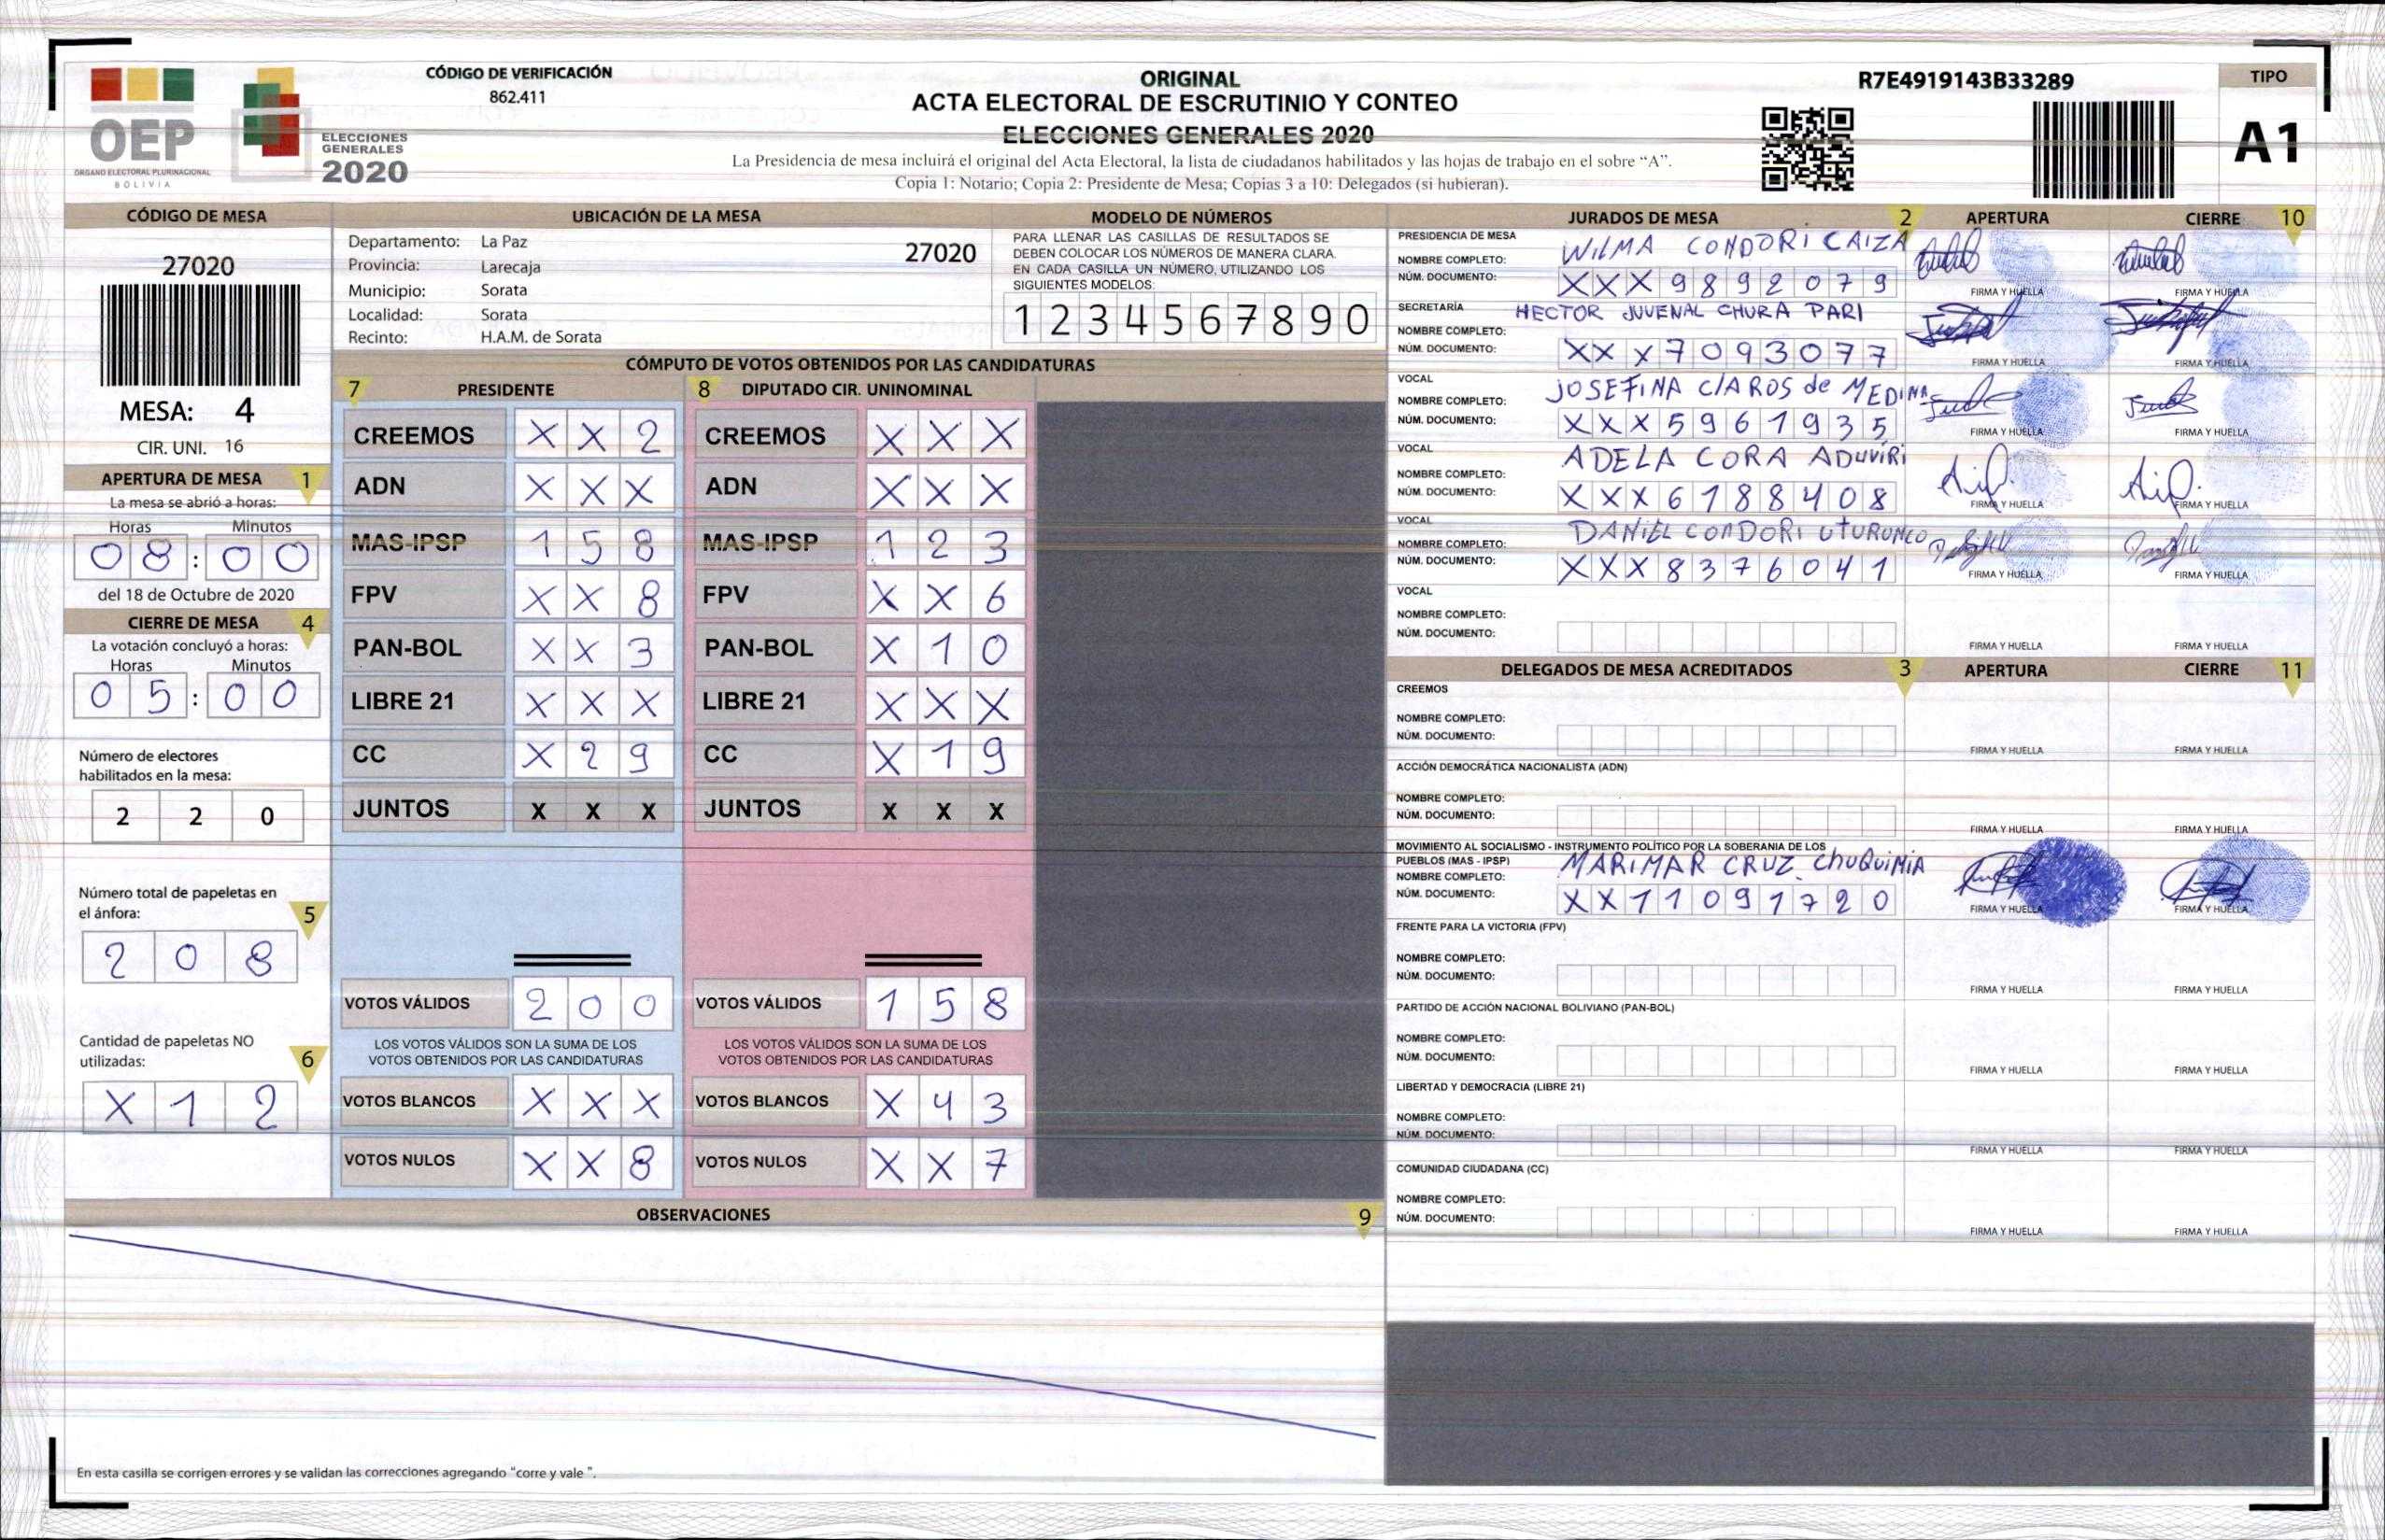 OEP
ÓRGANO ELECTORAL PLURINACIONAL
BOLIVIA
ELECCIONES
GENERALES
2020
CÓDIGO DE VERIFICACIÓN
862.411
ORIGINAL
ACTA ELECTORAL DE ESCRUTINIO Y CONTEO
ELECCIONES GENERALES 2020
La Presidencia de mesa incluirá el original del Acta Electoral, la lista de ciudadanos habilitados y las hojas de trabajo en el sobre “A”.
Copia 1: Notario; Copia 2: Presidente de Mesa; Copias 3 a 10: Delegados (si hubieran).
R7E4919143B33289
TIPO
A1
CÓDIGO DE MESA
27020
MESA: 4
CIR. UNI. 16
APERTURA DE MESA 1
La mesa se abrió a horas:
Horas Minutos
08:00
del 18 de Octubre de 2020
CIERRE DE MESA 4
La votación concluyó a horas:
Horas Minutos
05:00
Número de electores
habilitados en la mesa:
2 2 0
Número total de papeletas en
el ánfora: 5
2 0 8
Cantidad de papeletas NO
utilizadas: 6
X 1 2
UBICACIÓN DE LA MESA
Departamento: La Paz 27020
Provincia: Larecaja
Municipio: Sorata
Localidad: Sorata
Recinto: H.A.M. de Sorata
MODELO DE NÚMEROS
PARA LLENAR LAS CASILLAS DE RESULTADOS SE
DEBEN COLOCAR LOS NÚMEROS DE MANERA CLARA.
EN CADA CASILLA UN NÚMERO, UTILIZANDO LOS
SIGUIENTES MODELOS:
1 2 3 4 5 6 7 8 9 0
CÓMPUTO DE VOTOS OBTENIDOS POR LAS CANDIDATURAS
7 PRESIDENTE 8 DIPUTADO CIR. UNINOMINAL
CREEMOS X X 2 CREEMOS X X X
ADN X X X ADN X X X
MAS-IPSP 1 5 8 MAS-IPSP 1 2 3
FPV X X 8 FPV X X 6
PAN-BOL X X 3 PAN-BOL X 1 0
LIBRE 21 X X X LIBRE 21 X X X
CC X 2 9 CC X 1 9
JUNTOS X X X JUNTOS X X X
VOTOS VÁLIDOS 2 0 0 VOTOS VÁLIDOS 1 5 8
LOS VOTOS VÁLIDOS SON LA SUMA DE LOS LOS VOTOS VÁLIDOS SON LA SUMA DE LOS
VOTOS OBTENIDOS POR LAS CANDIDATURAS VOTOS OBTENIDOS POR LAS CANDIDATURAS
VOTOS BLANCOS X X X VOTOS BLANCOS X 4 3
VOTOS NULOS X X 8 VOTOS NULOS X X 7
OBSERVACIONES 9
En esta casilla se corrigen errores y se validan las correcciones agregando “corre y vale ”.
JURADOS DE MESA 2 APERTURA CIERRE 10
PRESIDENCIA DE MESA
NOMBRE COMPLETO: WILMA CONDORI CAIZA
NÚM. DOCUMENTO: X X X 9 8 9 2 0 7 9
FIRMA Y HUELLA FIRMA Y HUELLA
SECRETARÍA
NOMBRE COMPLETO: HECTOR JUVENAL CHURA PARI
NÚM. DOCUMENTO: X X X 7 0 9 3 0 7 7
FIRMA Y HUELLA FIRMA Y HUELLA
VOCAL
NOMBRE COMPLETO: JOSEFINA ClAROS de MEDINA
NÚM. DOCUMENTO: X X X 5 9 6 1 9 3 5
FIRMA Y HUELLA FIRMA Y HUELLA
VOCAL
NOMBRE COMPLETO: ADELA CORA ADUVIRI
NÚM. DOCUMENTO: X X X 6 1 8 8 4 0 8
FIRMA Y HUELLA FIRMA Y HUELLA
VOCAL
NOMBRE COMPLETO: DANIEL CONDORI UTURUNCO
NÚM. DOCUMENTO: X X X 8 3 7 6 0 4 1
FIRMA Y HUELLA FIRMA Y HUELLA
VOCAL
NOMBRE COMPLETO:
NÚM. DOCUMENTO:
FIRMA Y HUELLA FIRMA Y HUELLA
DELEGADOS DE MESA ACREDITADOS 3 APERTURA CIERRE 11
CREEMOS
NOMBRE COMPLETO:
NÚM. DOCUMENTO:
FIRMA Y HUELLA FIRMA Y HUELLA
ACCIÓN DEMOCRÁTICA NACIONALISTA (ADN)
NOMBRE COMPLETO:
NÚM. DOCUMENTO:
FIRMA Y HUELLA FIRMA Y HUELLA
MOVIMIENTO AL SOCIALISMO - INSTRUMENTO POLÍTICO POR LA SOBERANIA DE LOS
PUEBLOS (MAS - IPSP)
NOMBRE COMPLETO: MARIMAR CRUZ ChUQUIMIA
NÚM. DOCUMENTO: X X 1 1 0 9 1 7 2 0
FIRMA Y HUELLA FIRMA Y HUELLA
FRENTE PARA LA VICTORIA (FPV)
NOMBRE COMPLETO:
NÚM. DOCUMENTO:
FIRMA Y HUELLA FIRMA Y HUELLA
PARTIDO DE ACCIÓN NACIONAL BOLIVIANO (PAN-BOL)
NOMBRE COMPLETO:
NÚM. DOCUMENTO:
FIRMA Y HUELLA FIRMA Y HUELLA
LIBERTAD Y DEMOCRACIA (LIBRE 21)
NOMBRE COMPLETO:
NÚM. DOCUMENTO:
FIRMA Y HUELLA FIRMA Y HUELLA
COMUNIDAD CIUDADANA (CC)
NOMBRE COMPLETO:
NÚM. DOCUMENTO:
FIRMA Y HUELLA FIRMA Y HUELLA